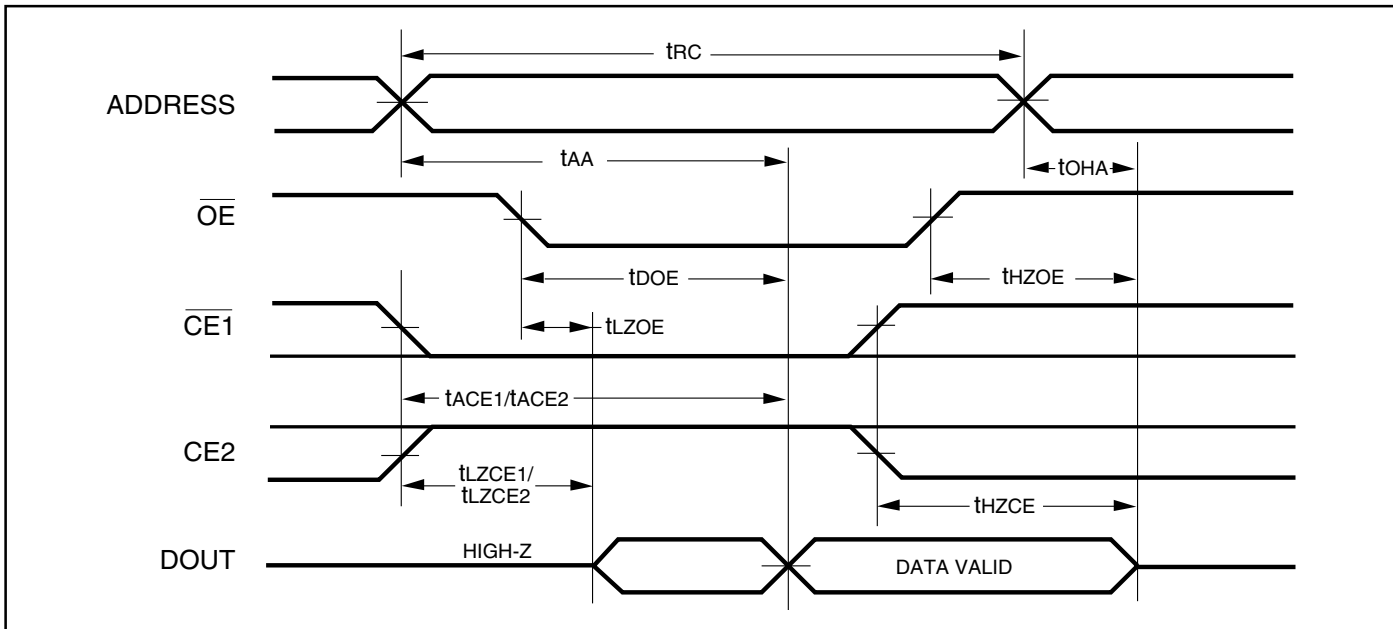 tRC
ADDRESS
tAA
tOHA
OE
tDOE
tHZOE
CE1
tLZOE
tACE1/tACE2
CE2
tLZCE1/
tLZCE2
tHZCE
DOUT
HIGH-Z
DATA VALID